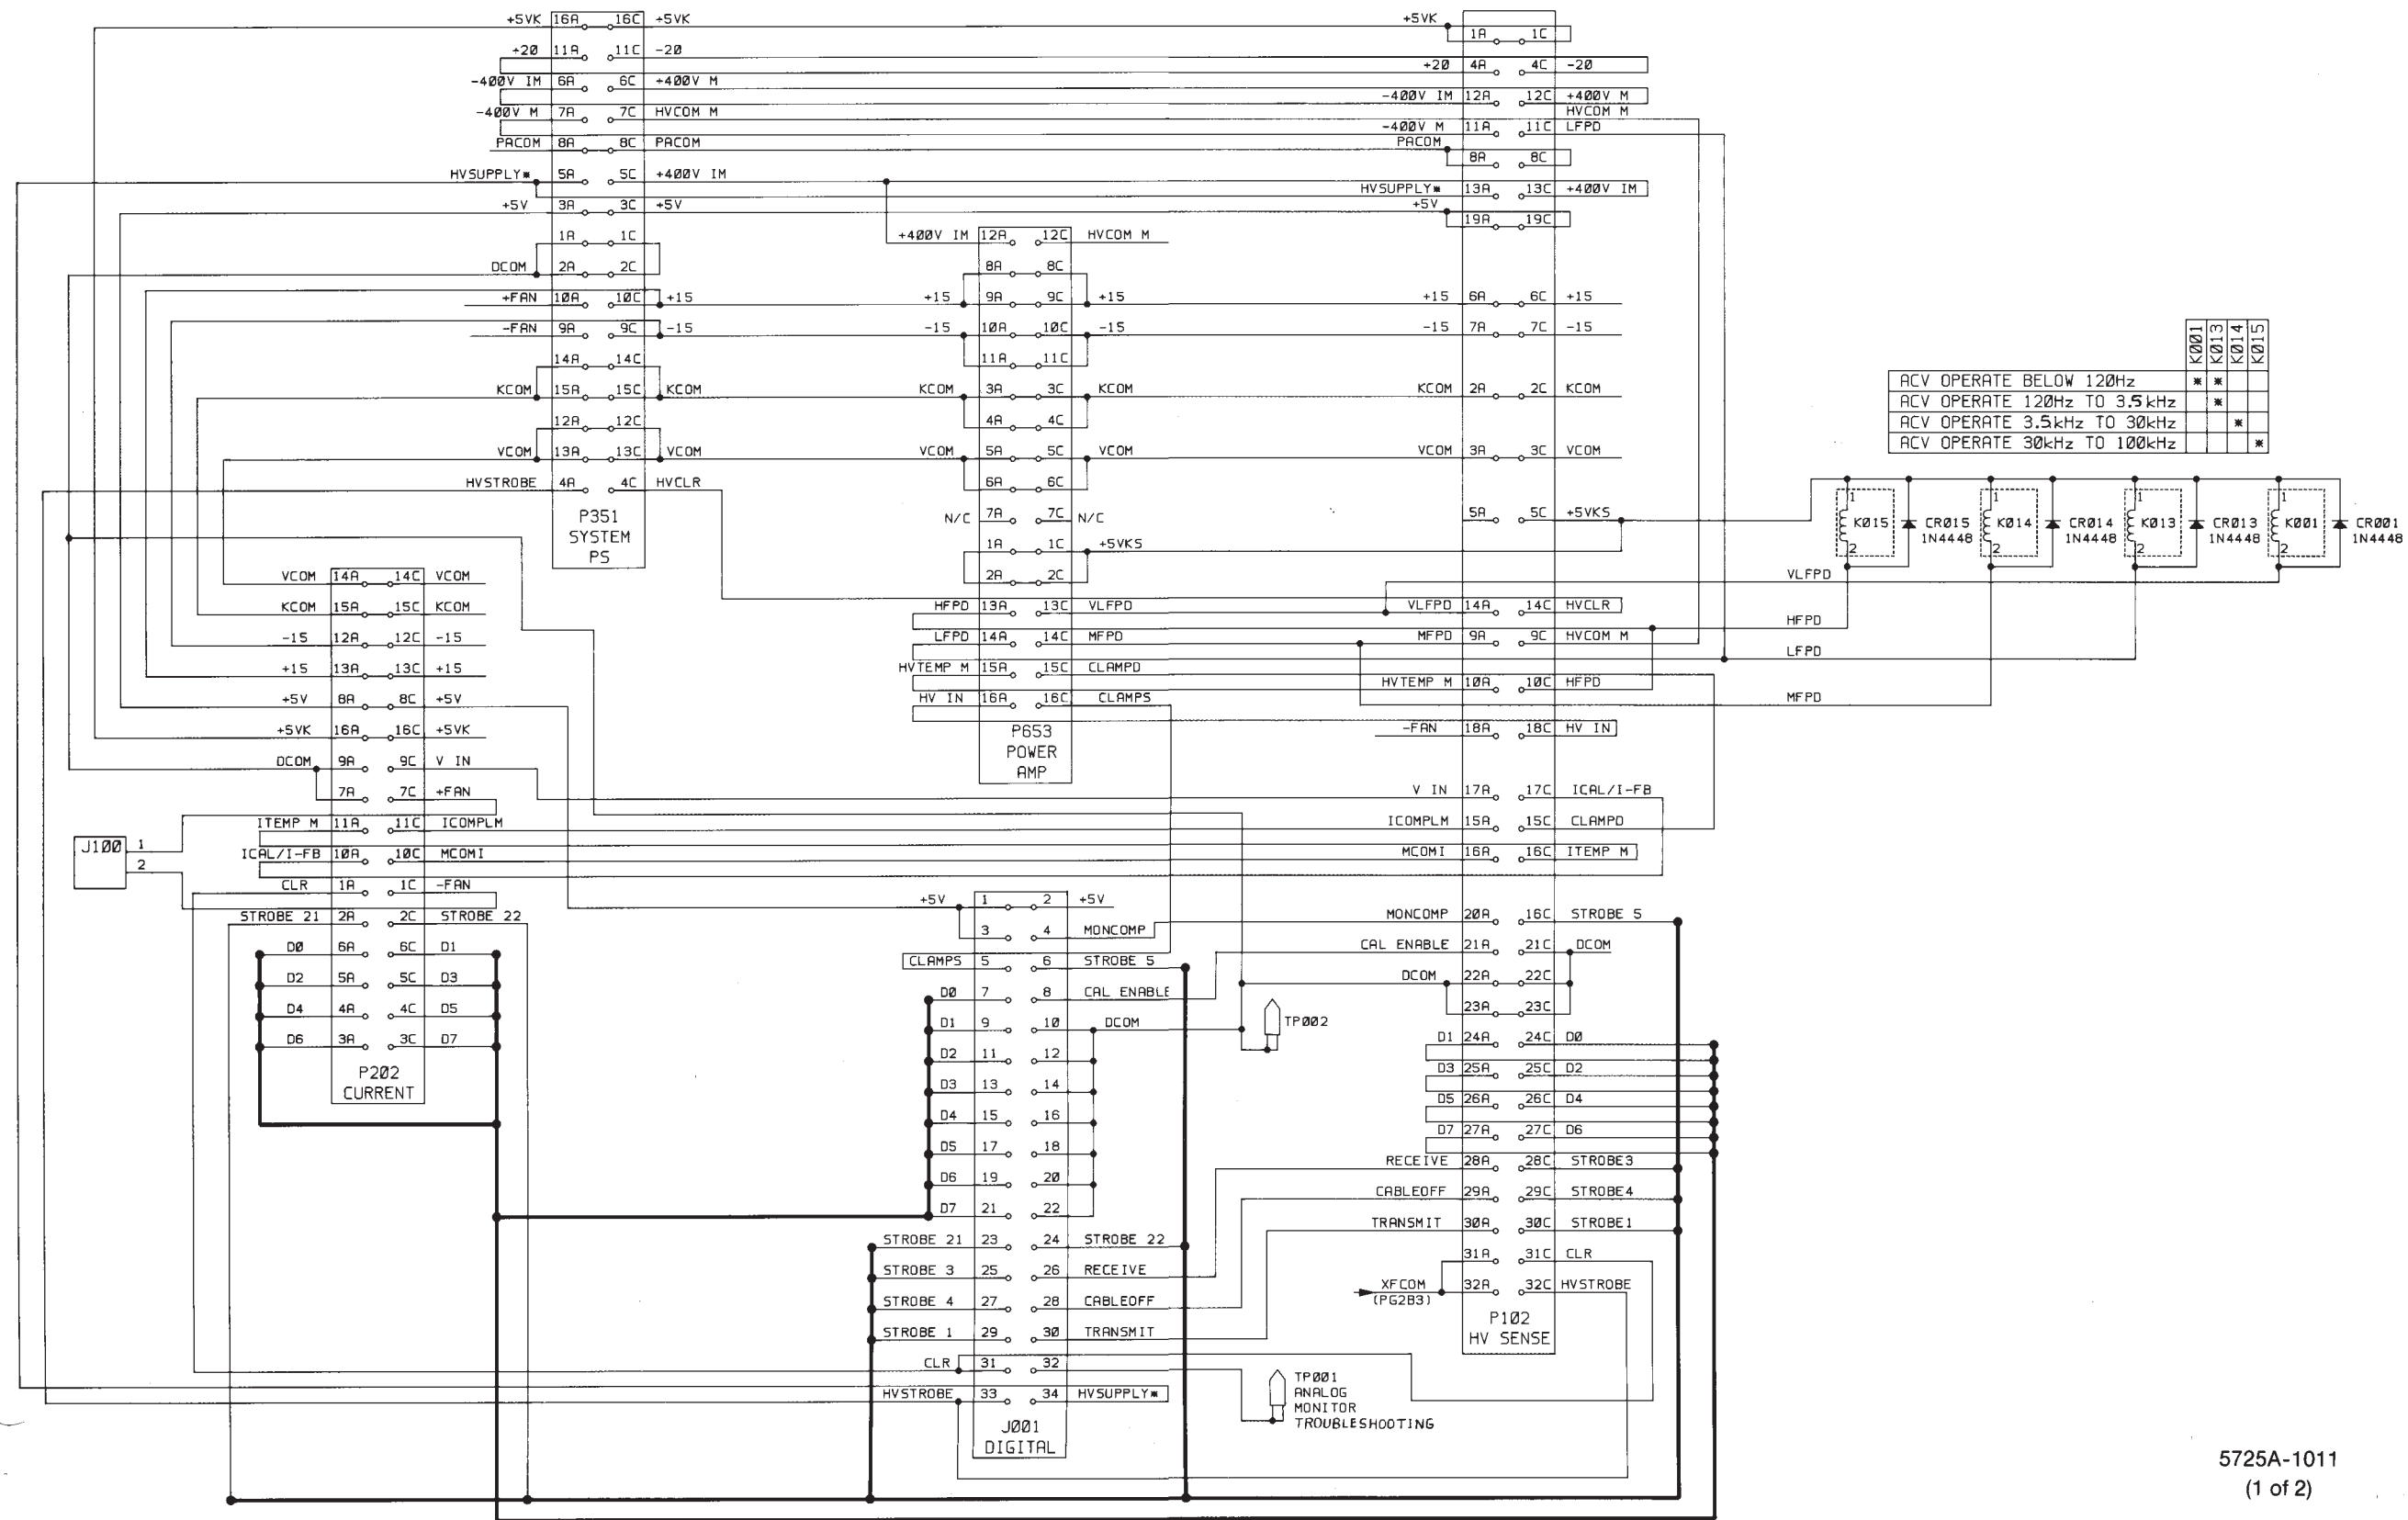 +5VK 16A 16C +5VK
+20 11A 11C -20
-400V IM 6A 6C +400V M
-400V M 7A 7C HVCOM M
PACOM 8A 8C PACOM
HVSUPPLY* 5A 5C +400V IM
+5V 3A 3C +5V
1A 1C
DCOM 2A 2C
+FAN 10A 10C +15
-FAN 9A 9C -15
14A 14C
KCOM 15A 15C KCOM
12A 12C
VCOM 13A 13C VCOM
HVSTROBE 4A 4C HVCLR
P351
SYSTEM
PS
VCOM 14A 14C VCOM
KCOM 15A 15C KCOM
-15 12A 12C -15
+15 13A 13C +15
+5V 8A 8C +5V
+5VK 16A 16C +5VK
DCOM 9A 9C V IN
7A 7C +FAN
ITEMP M 11A 11C ICOMPLM
ICAL/I-FB 10A 10C MCOMI
CLR 1A 1C -FAN
STROBE 21 2A 2C STROBE 22
D0 6A 6C D1
D2 5A 5C D3
D4 4A 4C D5
D6 3A 3C D7
P202
CURRENT
J100 1
2
+400V IM 12A 12C HVCOM M
8A 8C
+15 9A 9C +15
-15 10A 10C -15
11A 11C
KCOM 3A 3C KCOM
4A 4C
VCOM 5A 5C VCOM
6A 6C
N/C 7A 7C N/C
1A 1C +5VKS
2A 2C
HFPD 13A 13C VLFPD
LFPD 14A 14C MFPD
HVTEMP M 15A 15C CLAMPD
HV IN 16A 16C CLAMPS
P653
POWER
AMP
+5V 1 2 +5V
3 4 MONCOMP
CLAMPS 5 6 STROBE 5
D0 7 8 CAL ENABLE
D1 9 10 DCOM
D2 11 12
D3 13 14
D4 15 16
D5 17 18
D6 19 20
D7 21 22
STROBE 21 23 24 STROBE 22
STROBE 3 25 26 RECEIVE
STROBE 4 27 28 CABLEOFF
STROBE 1 29 30 TRANSMIT
CLR 31 32
HVSTROBE 33 34 HVSUPPLY*
J001
DIGITAL
TP002
TP001
ANALOG
MONITOR
TROUBLESHOOTING
+5VK
1A 1C
+20 4A 4C -20
-400V IM 12A 12C +400V M
HVCOM M
-400V M 11A 11C LFPD
PACOM
8A 8C
HVSUPPLY* 13A 13C +400V IM
+5V
19A 19C
+15 6A 6C +15
-15 7A 7C -15
KCOM 2A 2C KCOM
VCOM 3A 3C VCOM
5A 5C +5VKS
VLFPD 14A 14C HVCLR
MFPD 9A 9C HVCOM M
HVTEMP M 10A 10C HFPD
-FAN 18A 18C HV IN
V IN 17A 17C ICAL/I-FB
ICOMPLM 15A 15C CLAMPD
MCOMI 16A 16C ITEMP M
MONCOMP 20A 16C STROBE 5
CAL ENABLE 21A 21C DCOM
DCOM 22A 22C
23A 23C
D1 24A 24C D0
D3 25A 25C D2
D5 26A 26C D4
D7 27A 27C D6
RECEIVE 28A 28C STROBE3
CABLEOFF 29A 29C STROBE4
TRANSMIT 30A 30C STROBE1
31A 31C CLR
XFCOM 32A 32C HVSTROBE
(PG2B3)
P102
HV SENSE
K001 K013 K014 K015
ACV OPERATE BELOW 120Hz * *
ACV OPERATE 120Hz TO 3.5kHz *
ACV OPERATE 3.5kHz TO 30kHz *
ACV OPERATE 30kHz TO 100kHz *
1 K015 2 CR015 1N4448
1 K014 2 CR014 1N4448
1 K013 2 CR013 1N4448
1 K001 2 CR001 1N4448
VLFPD
HFPD
LFPD
MFPD
5725A-1011
(1 of 2)